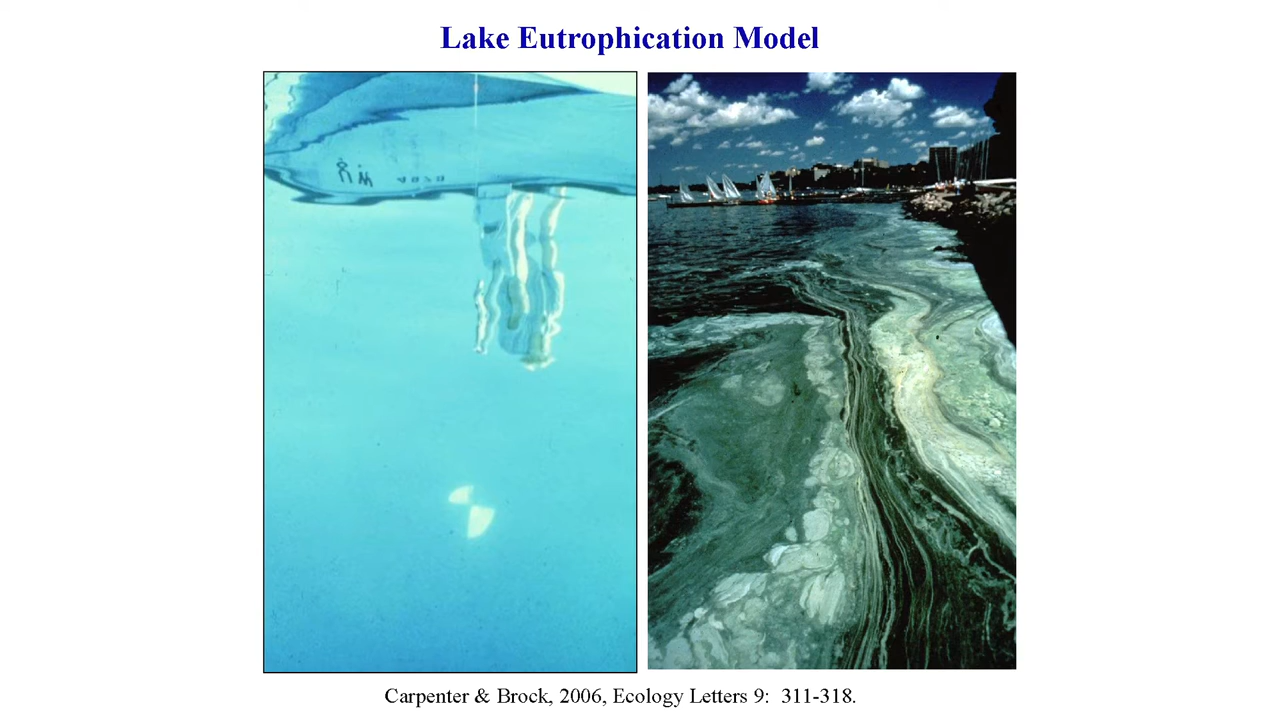 Lake Eutrophication Model
Carpenter & Brock, 2006, Ecology Letters 9:  311-318.